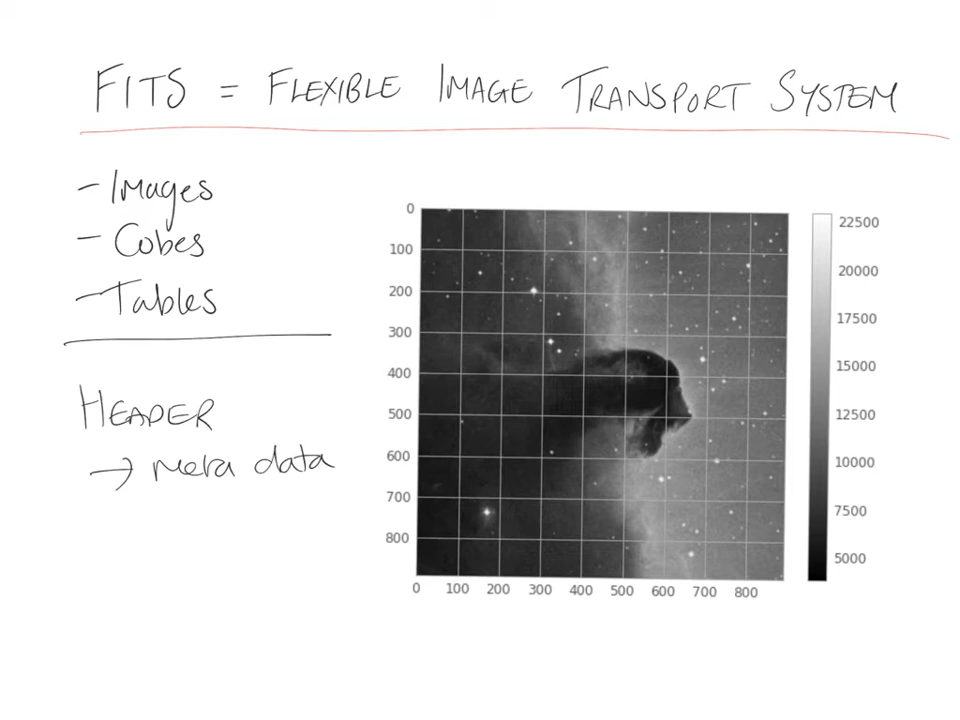 FITS = FLEXIBLE IMAGE TRANSPORT SYSTEM
- Images
- Cubes
- Tables
HEADER
→ meta data
0
100
200
300
400
500
600
700
800
0 100 200 300 400 500 600 700 800
22500
20000
17500
15000
12500
10000
7500
5000